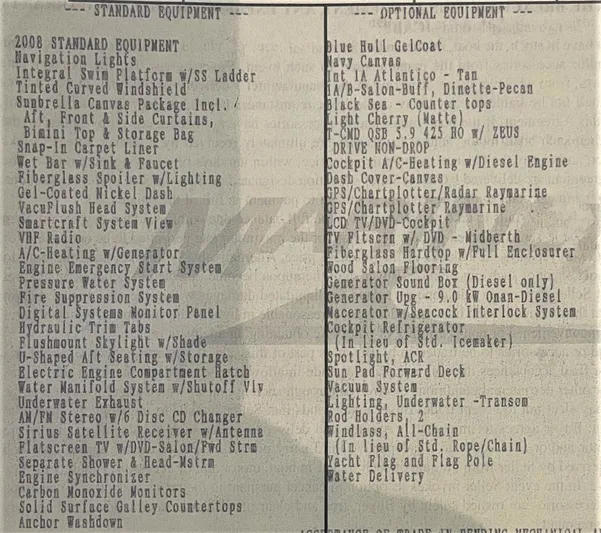 --- STANDARD EQUIPMENT ---
2008 STANDARD EQUIPMENT
Navigation Lights
Integral Swim Platform w/SS Ladder
Tinted Curved Windshield
Sunbrella Canvas Package Incl.
Aft, Front & Side Curtains,
Bimini Top & Storage Bag
Snap-In Carpet Liner
Wet Bar w/Sink & Faucet
Fiberglass Spoiler w/Lighting
Gel-Coated Nickel Dash
VacuFlush Head System
Smartcraft System View
VHF Radio
A/C-Heating w/Generator
Engine Emergency Start System
Pressure Water System
Fire Suppression System
Digital Systems Monitor Panel
Hydraulic Trim Tabs
Flushmount Skylight w/Shade
U-Shaped Aft Seating w/Storage
Electric Engine Compartment Hatch
Water Manifold System w/Shutoff Vlv
Underwater Exhaust
AM/FM Stereo w/6 Disc CD Changer
Sirius Satellite Receiver w/Antenna
Flatscreen TV w/DVD-Salon/Fwd Strm
Separate Shower & Head-Mstrm
Engine Synchronizer
Carbon Monoxide Monitors
Solid Surface Galley Countertops
Anchor Washdown
--- OPTIONAL EQUIPMENT ---
Blue Hull GelCoat
Navy Canvas
Int 1A Atlantico - Tan
1A/B-Salon-Buff, Dinette-Pecan
Black Sea - Counter tops
Light Cherry (Matte)
T-CMD QSB 5.9 425 HO w/ ZEUS
DRIVE NON-DROP
Cockpit A/C-Heating w/Diesel Engine
Dash Cover-Canvas
GPS/Chartplotter/Radar Raymarine
GPS/Chartplotter Raymarine
LCD TV/DVD-Cockpit
TV Fltscrn w/ DVD - Midberth
Fiberglass Hardtop w/Full Enclosurer
Wood Salon Flooring
Generator Sound Box (Diesel only)
Generator Upg - 9.0 kW Onan-Diesel
Macerator w/Seacock Interlock System
Cockpit Refrigerator
(In lieu of Std. Icemaker)
Spotlight, ACR
Sun Pad Forward Deck
Vacuum System
Lighting, Underwater -Transom
Rod Holders, 2
Windlass, All-Chain
(In lieu of Std. Rope/Chain)
Yacht Flag and Flag Pole
Water Delivery